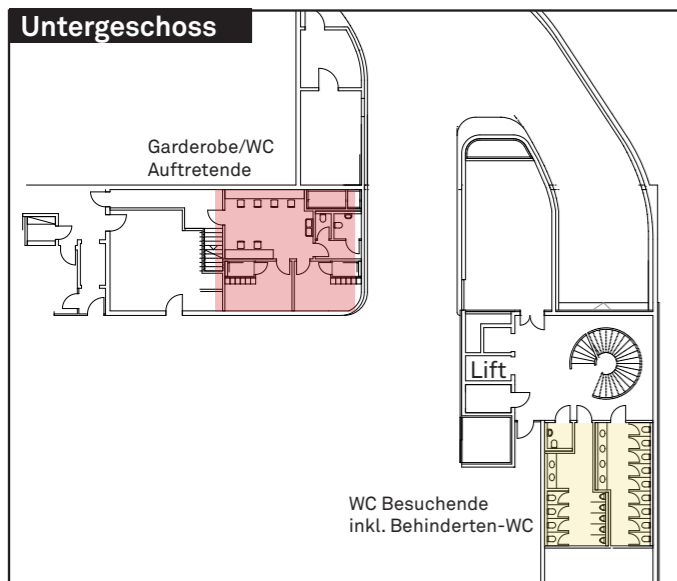 Untergeschoss
Garderobe/WC
Auftretende
Lift
WC Besuchende
inkl. Behinderten-WC